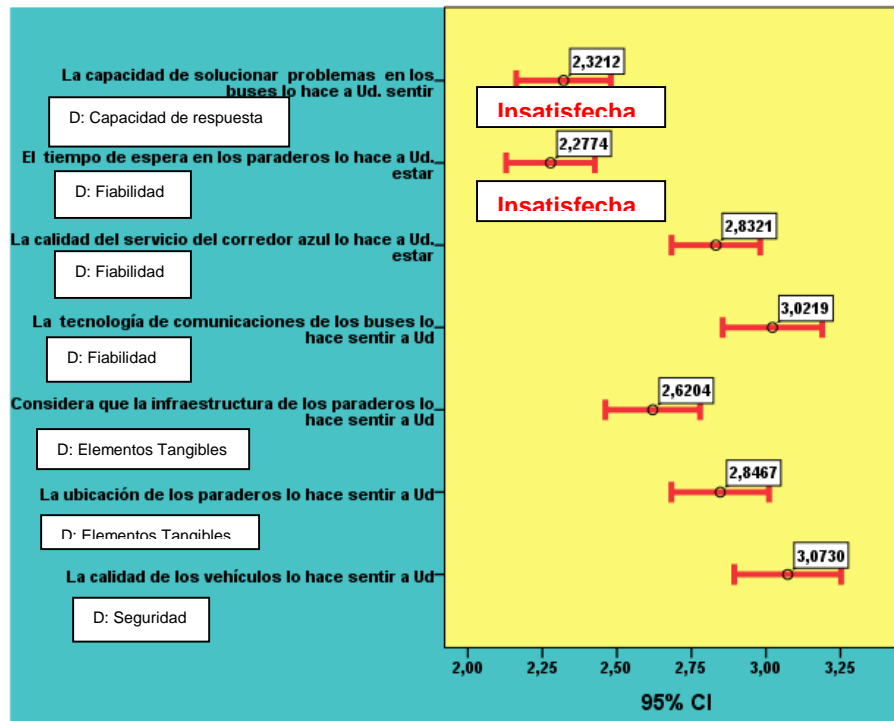 2,3212
La capacidad de solucionar problemas en los
buses lo hace a Ud. sentir
D: Capacidad de respuesta
Insatisfecha
2,2774
El tiempo de espera en los paraderos lo hace a Ud.
estar
D: Fiabilidad
Insatisfecha
2,8321
La calidad del servicio del corredor azul lo hace a Ud.
estar
D: Fiabilidad
3,0219
La tecnología de comunicaciones de los buses lo
hace sentir a Ud
D: Fiabilidad
2,6204
Considera que la infraestructura de los paraderos lo
hace sentir a Ud
D: Elementos Tangibles
2,8467
La ubicación de los paraderos lo hace sentir a Ud
D: Elementos Tangibles
3,0730
La calidad de los vehículos lo hace sentir a Ud
D: Seguridad
2,00 2,25 2,50 2,75 3,00 3,25
95% CI